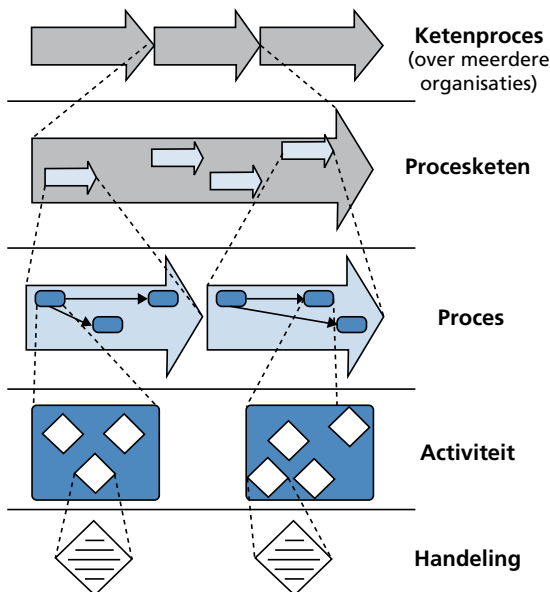 Ketenproces
(over meerdere
organisaties)
Procesketen
Proces
Activiteit
Handeling